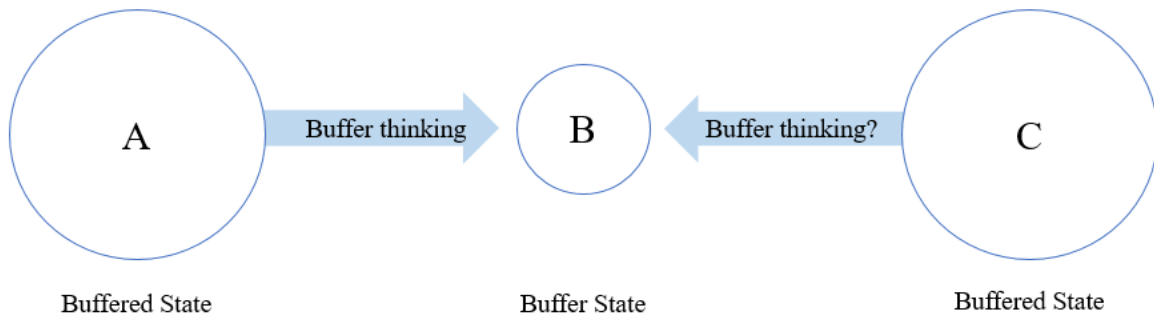 A
Buffer thinking
B
Buffer thinking?
C
Buffered State
Buffer State
Buffered State